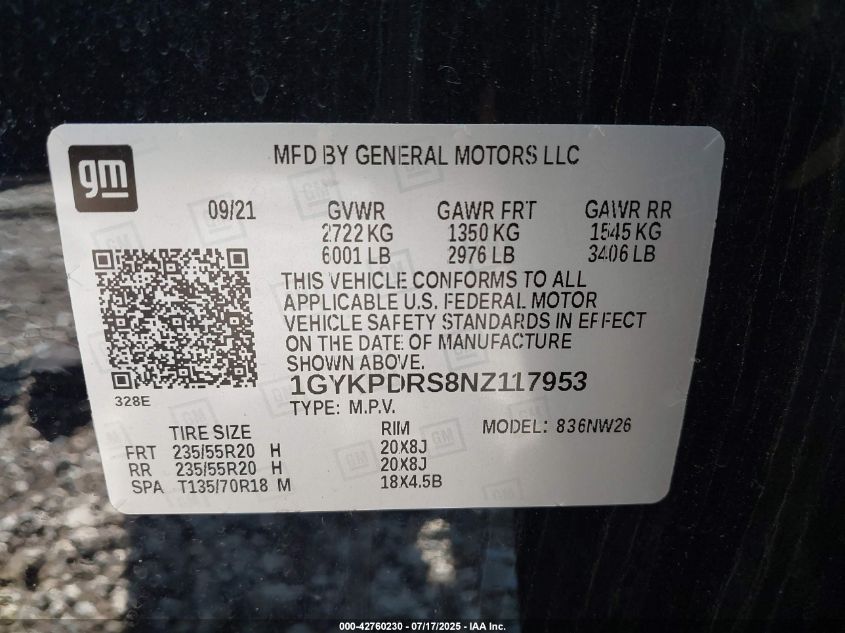 gm
MFD BY GENERAL MOTORS LLC
09/21 GVWR GAWR FRT GAWR RR
2722 KG 1350 KG 1545 KG
6001 LB 2976 LB 3406 LB
THIS VEHICLE CONFORMS TO ALL
APPLICABLE U.S. FEDERAL MOTOR
VEHICLE SAFETY STANDARDS IN EFFECT
ON THE DATE OF MANUFACTURE
SHOWN ABOVE.
1GYKPDRS8NZ117953
328E
TYPE: M.P.V.
TIRE SIZE RIM MODEL: 836NW26
FRT 235/55R20 H 20X8J
RR 235/55R20 H 20X8J
SPA T135/70R18 M 18X4.5B
000-42760230 - 07/17/2025 - IAA Inc.